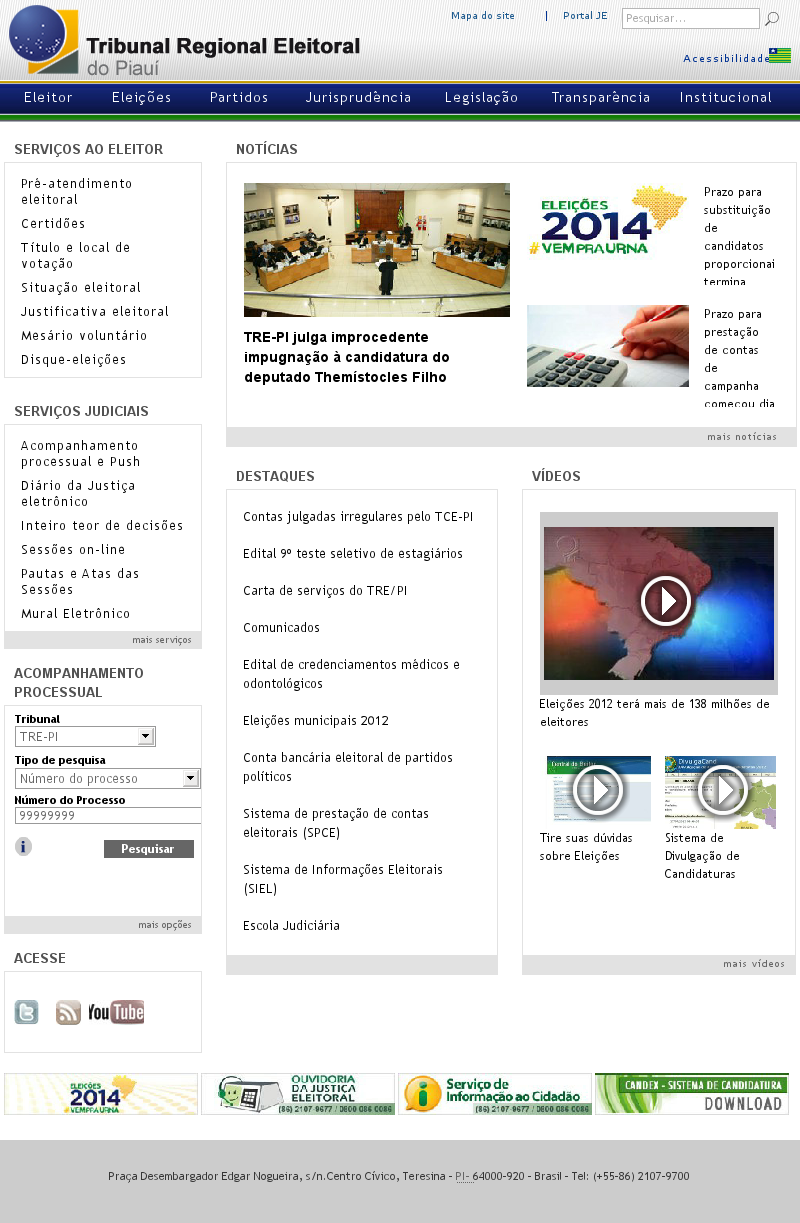 Mapa do site
Portal JE
Pesquisar...
Tribunal Regional Eleitoral
do Piauí
Acessibilidade
Eleitor Eleições Partidos Jurisprudência Legislação Transparência Institucional
SERVIÇOS AO ELEITOR
Pré-atendimento
eleitoral
Certidões
Título e local de
votação
Situação eleitoral
Justificativa eleitoral
Mesário voluntário
Disque-eleições
SERVIÇOS JUDICIAIS
Acompanhamento
processual e Push
Diário da Justiça
eletrônico
Inteiro teor de decisões
Sessões on-line
Pautas e Atas das
Sessões
Mural Eletrônico
mais serviços
ACOMPANHAMENTO
PROCESSUAL
Tribunal
TRE-PI
Tipo de pesquisa
Número do processo
Número do Processo
99999999
Pesquisar
mais opções
ACESSE
YouTube
NOTÍCIAS
TRE-PI julga improcedente
impugnação à candidatura do
deputado Themístocles Filho
ELEIÇÕES
2014
#VEMPRAURNA
Prazo para
substituição
de
candidatos
proporcionai
termina
Prazo para
prestação
de contas
de
campanha
começou dia
mais notícias
DESTAQUES
Contas julgadas irregulares pelo TCE-PI
Edital 9º teste seletivo de estagiários
Carta de serviços do TRE/PI
Comunicados
Edital de credenciamentos médicos e
odontológicos
Eleições municipais 2012
Conta bancária eleitoral de partidos
políticos
Sistema de prestação de contas
eleitorais (SPCE)
Sistema de Informações Eleitorais
(SIEL)
Escola Judiciária
VÍDEOS
Eleições 2012 terá mais de 138 milhões de
eleitores
Central do Eleitor
Tire suas dúvidas
sobre Eleições
DivulgaCand
Sistema de
Divulgação de
Candidaturas
mais vídeos
ELEIÇÕES
2014
#VEMPRAURNA
OUVIDORIA
DA JUSTIÇA
ELEITORAL
(86) 2107-9677 / 0800 086 0086
Serviço de
Informação ao Cidadão
(86) 2107-9677 / 0800 086 0086
CANDEX - SISTEMA DE CANDIDATURA
DOWNLOAD
Praça Desembargador Edgar Nogueira, s/n.Centro Cívico, Teresina - PI- 64000-920 - Brasil - Tel: (+55-86) 2107-9700